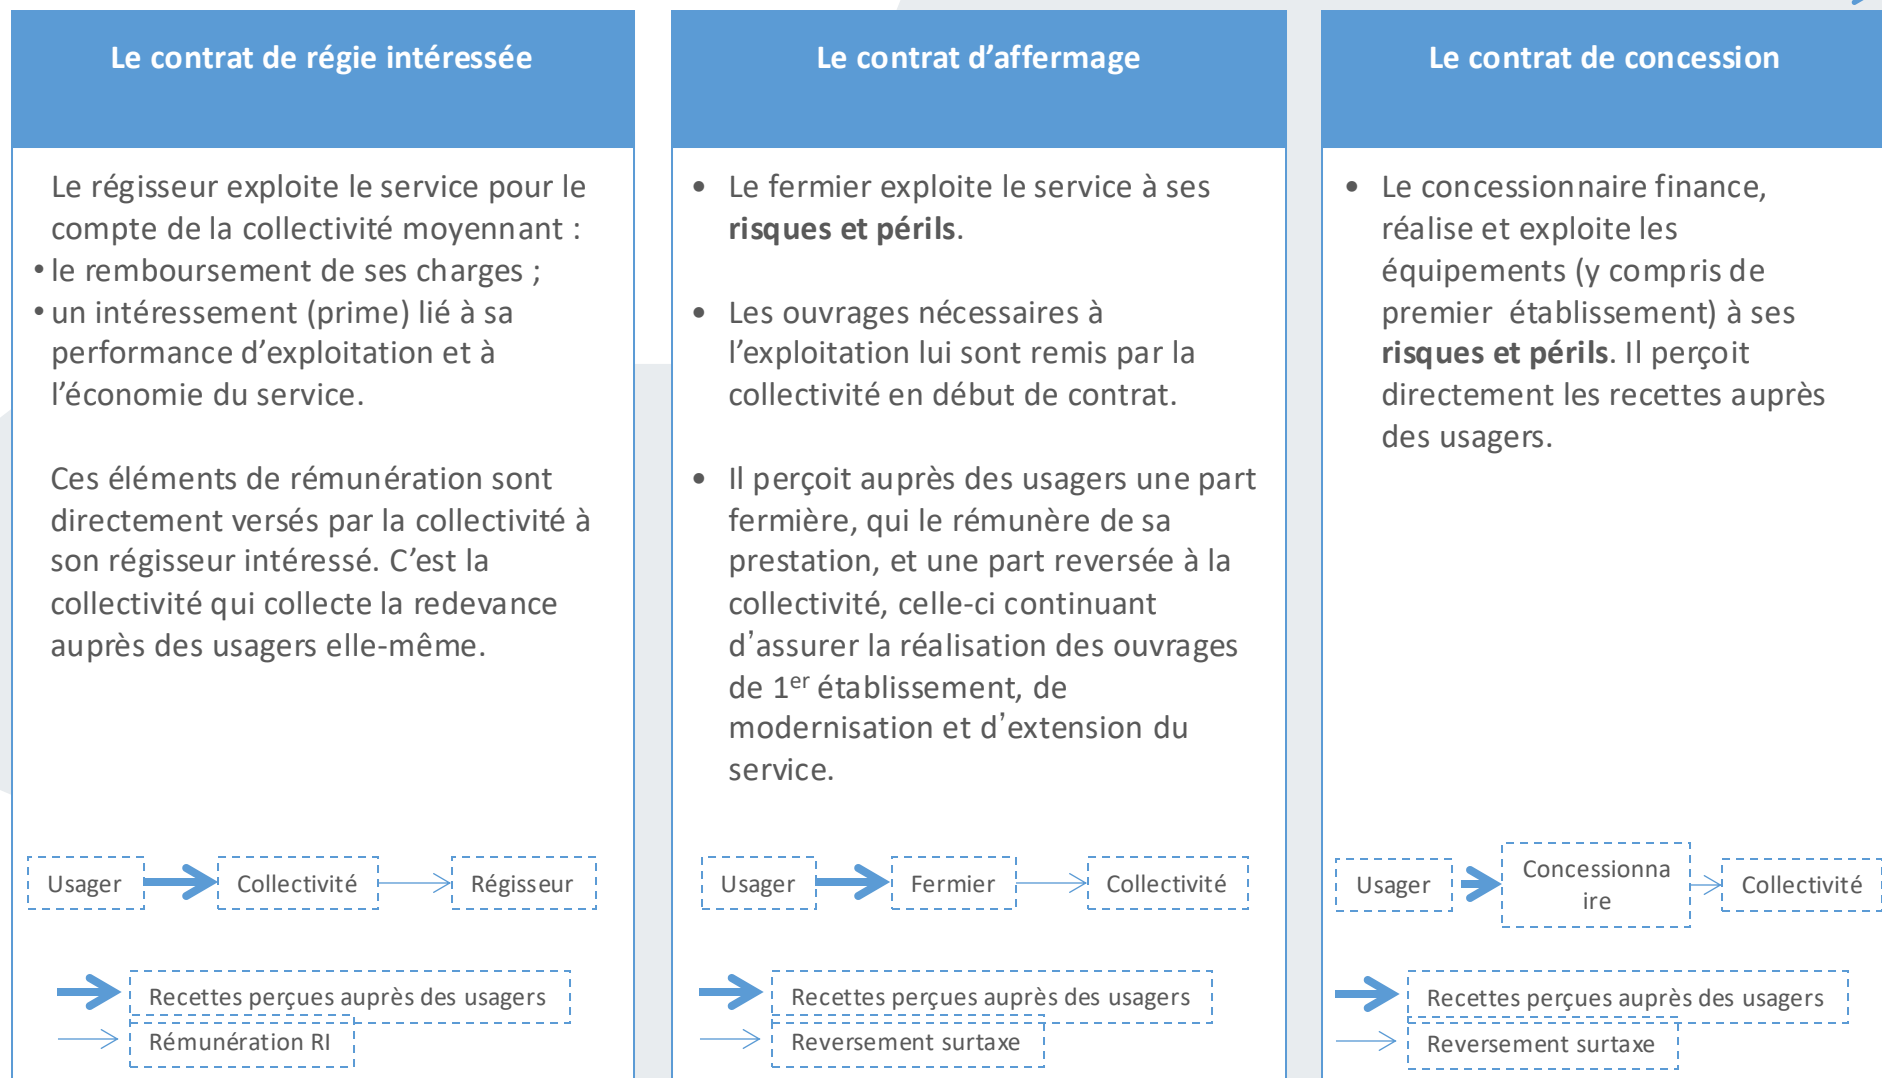 Le contrat de régie intéressée
Le régisseur exploite le service pour le
compte de la collectivité moyennant :
• le remboursement de ses charges ;
• un intéressement (prime) lié à sa
performance d’exploitation et à
l’économie du service.
Ces éléments de rémunération sont
directement versés par la collectivité à
son régisseur intéressé. C’est la
collectivité qui collecte la redevance
auprès des usagers elle-même.
Usager
Collectivité
Régisseur
Recettes perçues auprès des usagers
Rémunération RI
Le contrat d’affermage
• Le fermier exploite le service à ses
risques et périls.
• Les ouvrages nécessaires à
l’exploitation lui sont remis par la
collectivité en début de contrat.
• Il perçoit auprès des usagers une part
fermière, qui le rémunère de sa
prestation, et une part reversée à la
collectivité, celle-ci continuant
d’assurer la réalisation des ouvrages
de 1er établissement, de
modernisation et d’extension du
service.
Usager
Fermier
Collectivité
Recettes perçues auprès des usagers
Reversement surtaxe
Le contrat de concession
• Le concessionnaire finance,
réalise et exploite les
équipements (y compris de
premier établissement) à ses
risques et périls. Il perçoit
directement les recettes auprès
des usagers.
Usager
Concessionna
ire
Collectivité
Recettes perçues auprès des usagers
Reversement surtaxe